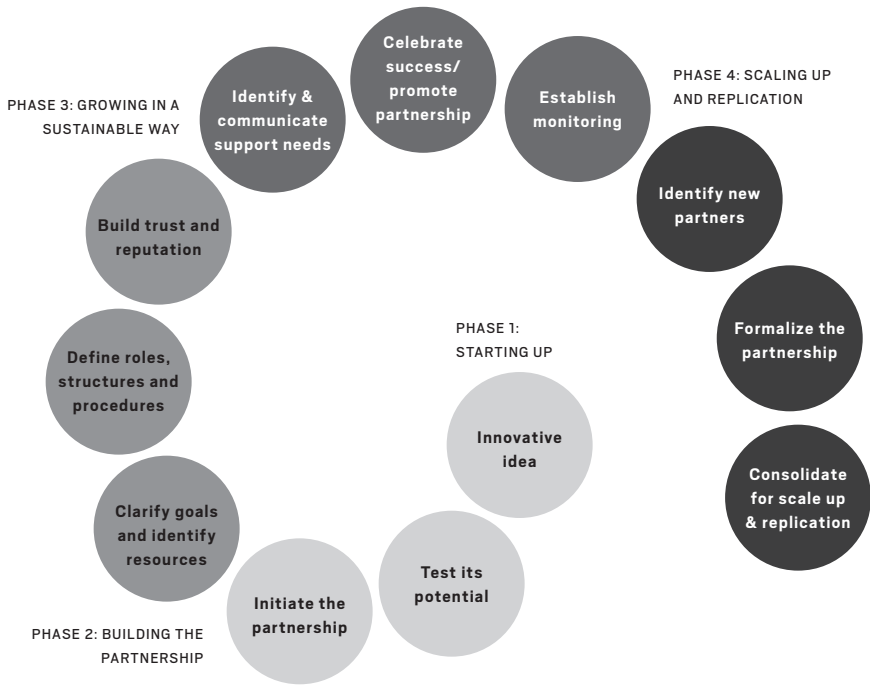 PHASE 1:
STARTING UP
Innovative
idea
Test its
potential
Initiate the
partnership
PHASE 2: BUILDING THE
PARTNERSHIP
Clarify goals
and identify
resources
Define roles,
structures and
procedures
Build trust and
reputation
PHASE 3: GROWING IN A
SUSTAINABLE WAY
Identify &
communicate
support needs
Celebrate
success/
promote
partnership
Establish
monitoring
PHASE 4: SCALING UP
AND REPLICATION
Identify new
partners
Formalize the
partnership
Consolidate
for scale up
& replication